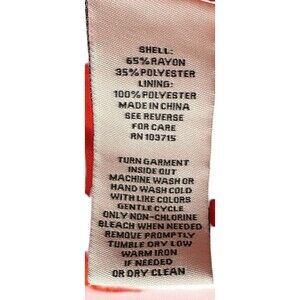 SHELL:
65% RAYON
35% POLYESTER
LINING:
100% POLYESTER
MADE IN CHINA
SEE REVERSE
FOR CARE
RN 103715
TURN GARMENT
INSIDE OUT
MACHINE WASH OR
HAND WASH COLD
WITH LIKE COLORS
GENTLE CYCLE
ONLY NON-CHLORINE
BLEACH WHEN NEEDED
REMOVE PROMPTLY
TUMBLE DRY LOW
WARM IRON
IF NEEDED
OR DRY CLEAN